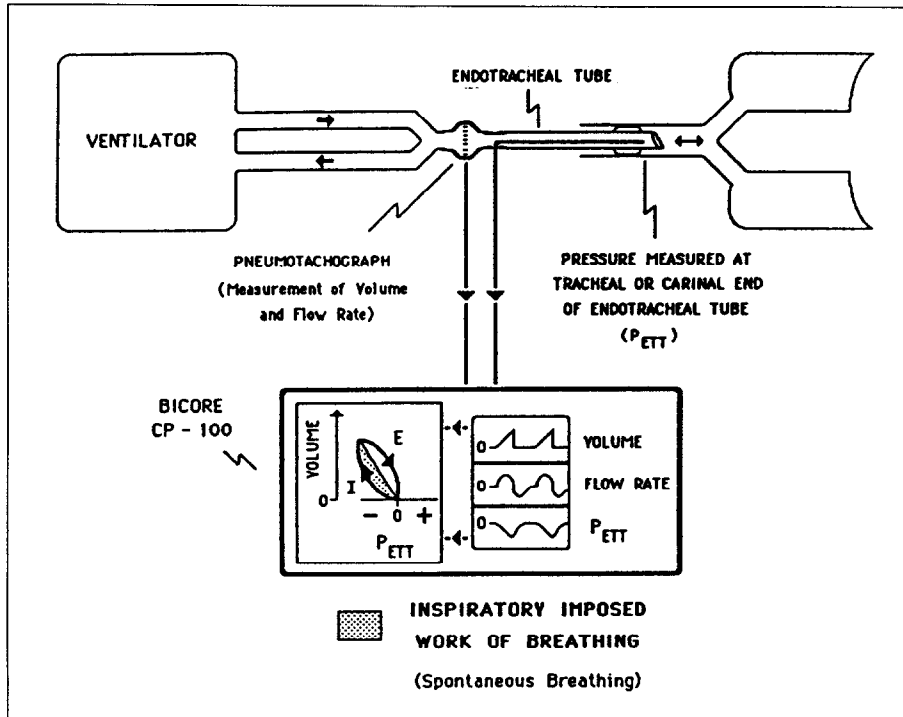 ENDOTRACHEAL TUBE
VENTILATOR
PNEUMOTACHOGRAPH
(Measurement of Volume
and Flow Rate)
PRESSURE MEASURED AT
TRACHEAL OR CARINAL END
OF ENDOTRACHEAL TUBE
(PETT)
BICORE
CP - 100
VOLUME
0
E
I
- 0 +
PETT
0 VOLUME
0 FLOW RATE
0 PETT
INSPIRATORY IMPOSED
WORK OF BREATHING
(Spontaneous Breathing)